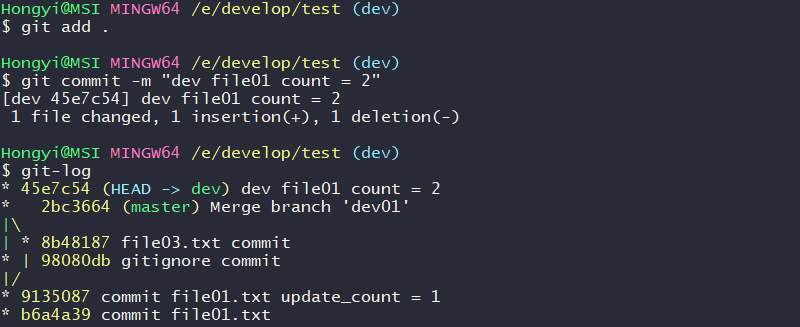 Hongyi@MSI MINGW64 /e/develop/test (dev)
$ git add .
Hongyi@MSI MINGW64 /e/develop/test (dev)
$ git commit -m "dev file01 count = 2"
[dev 45e7c54] dev file01 count = 2
 1 file changed, 1 insertion(+), 1 deletion(-)
Hongyi@MSI MINGW64 /e/develop/test (dev)
$ git-log
* 45e7c54 (HEAD -> dev) dev file01 count = 2
*   2bc3664 (master) Merge branch 'dev01'
|\
| * 8b48187 file03.txt commit
* | 98080db gitignore commit
|/
* 9135087 commit file01.txt update_count = 1
* b6a4a39 commit file01.txt